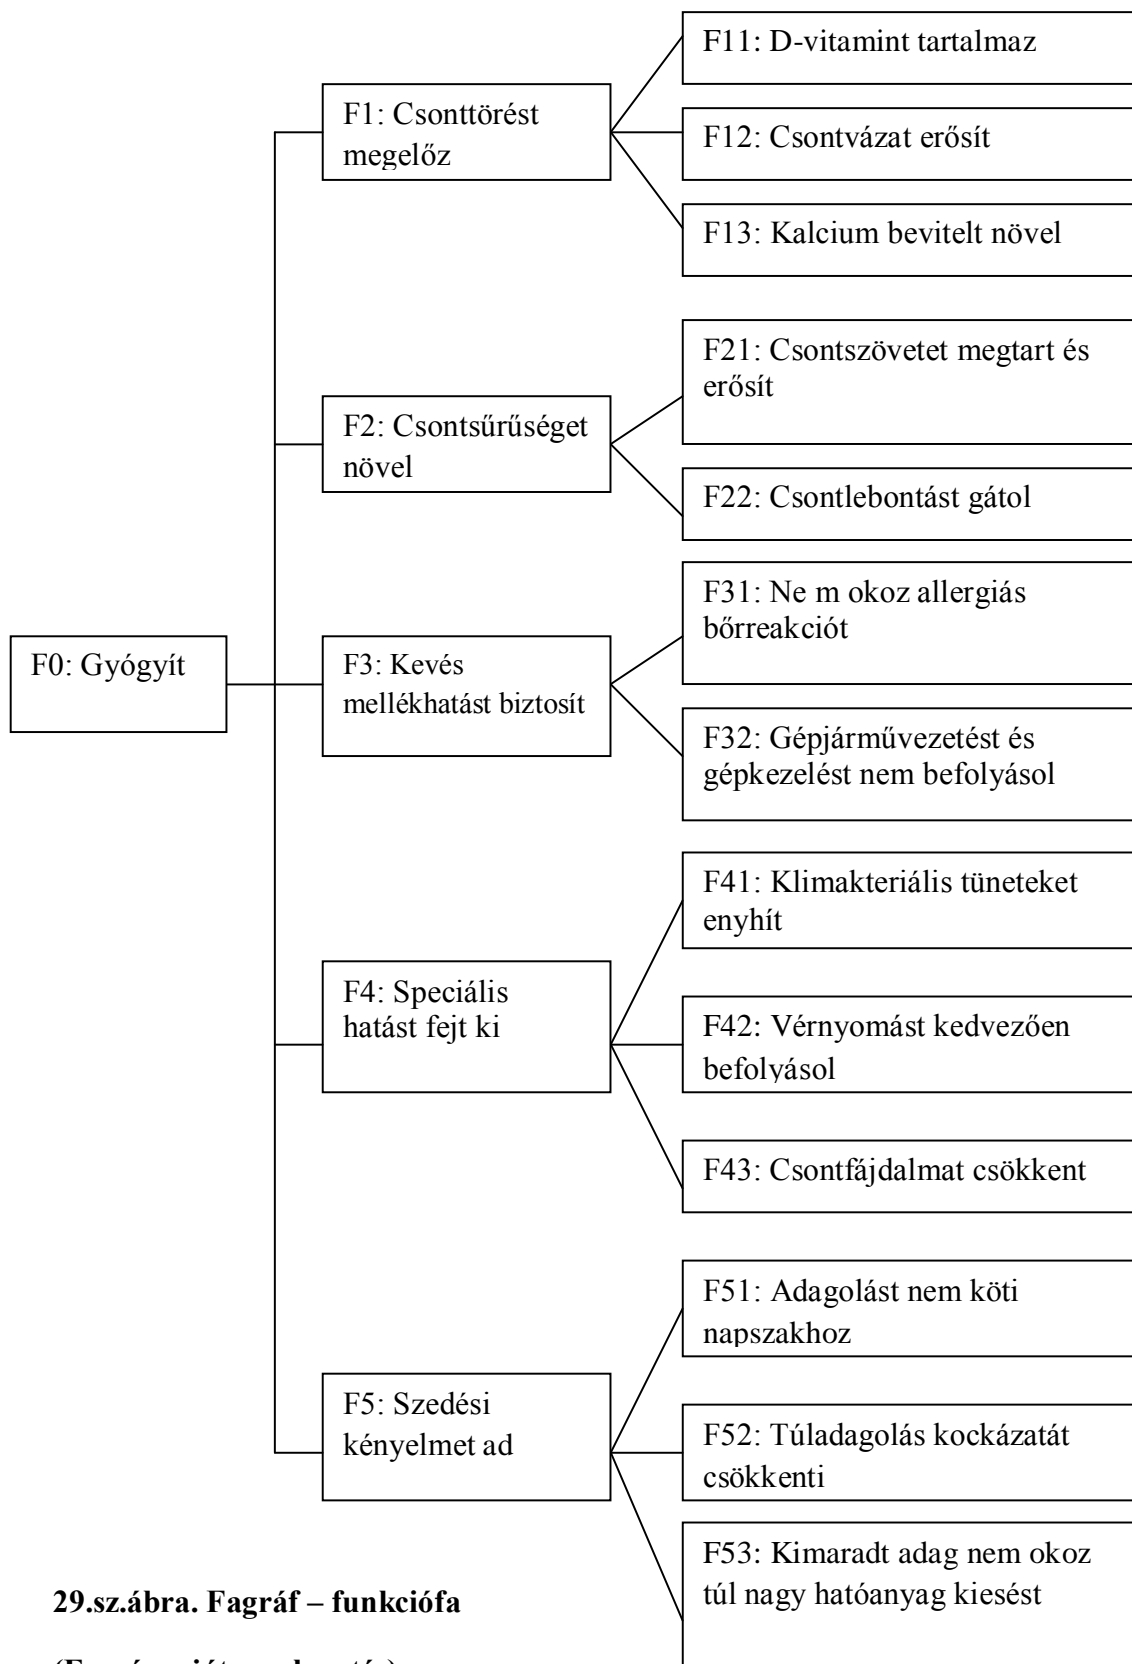 F11: D-vitamint tartalmaz
F1: Csonttörést
megelőz
F12: Csontvázat erősít
F13: Kalcium bevitelt növel
F21: Csontszövetet megtart és
erősít
F2: Csontsűrűséget
növel
F22: Csontlebontást gátol
F31: Ne m okoz allergiás
bőrreakciót
F0: Gyógyít
F3: Kevés
mellékhatást biztosít
F32: Gépjárművezetést és
gépkezelést nem befolyásol
F41: Klimakteriális tüneteket
enyhít
F4: Speciális
hatást fejt ki
F42: Vérnyomást kedvezően
befolyásol
F43: Csontfájdalmat csökkent
F51: Adagolást nem köti
napszakhoz
F5: Szedési
kényelmet ad
F52: Túladagolás kockázatát
csökkenti
F53: Kimaradt adag nem okoz
túl nagy hatóanyag kiesést
29.sz.ábra. Fagráf – funkciófa